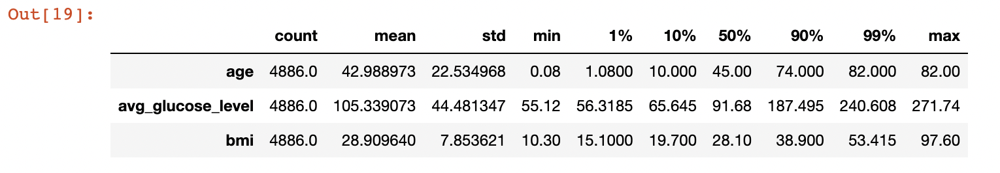 Out[19]:
count mean std min 1% 10% 50% 90% 99% max
age 4886.0 42.988973 22.534968 0.08 1.0800 10.000 45.00 74.000 82.000 82.00
avg_glucose_level 4886.0 105.339073 44.481347 55.12 56.3185 65.645 91.68 187.495 240.608 271.74
bmi 4886.0 28.909640 7.853621 10.30 15.1000 19.700 28.10 38.900 53.415 97.60